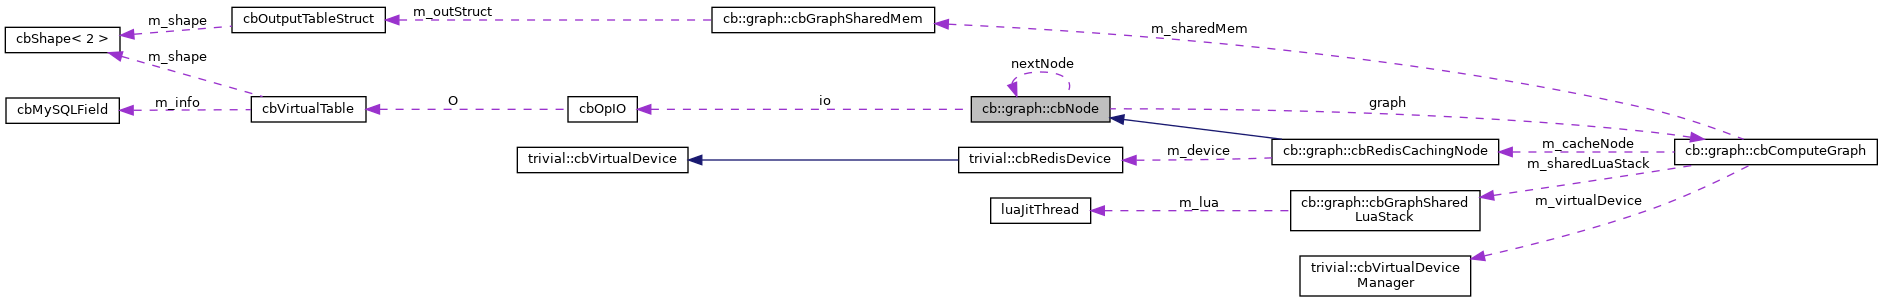 m_shape
cbOutputTableStruct
m_outStruct
cb::graph::cbGraphSharedMem
m_sharedMem
cbShape< 2 >
m_shape
nextNode
cbMySQLField
m_info
cbVirtualTable
O
cbOpIO
io
cb::graph::cbNode
graph
trivial::cbVirtualDevice
trivial::cbRedisDevice
m_device
cb::graph::cbRedisCachingNode
m_cacheNode
cb::graph::cbComputeGraph
m_sharedLuaStack
luaJitThread
m_lua
cb::graph::cbGraphShared
LuaStack
m_virtualDevice
trivial::cbVirtualDevice
Manager